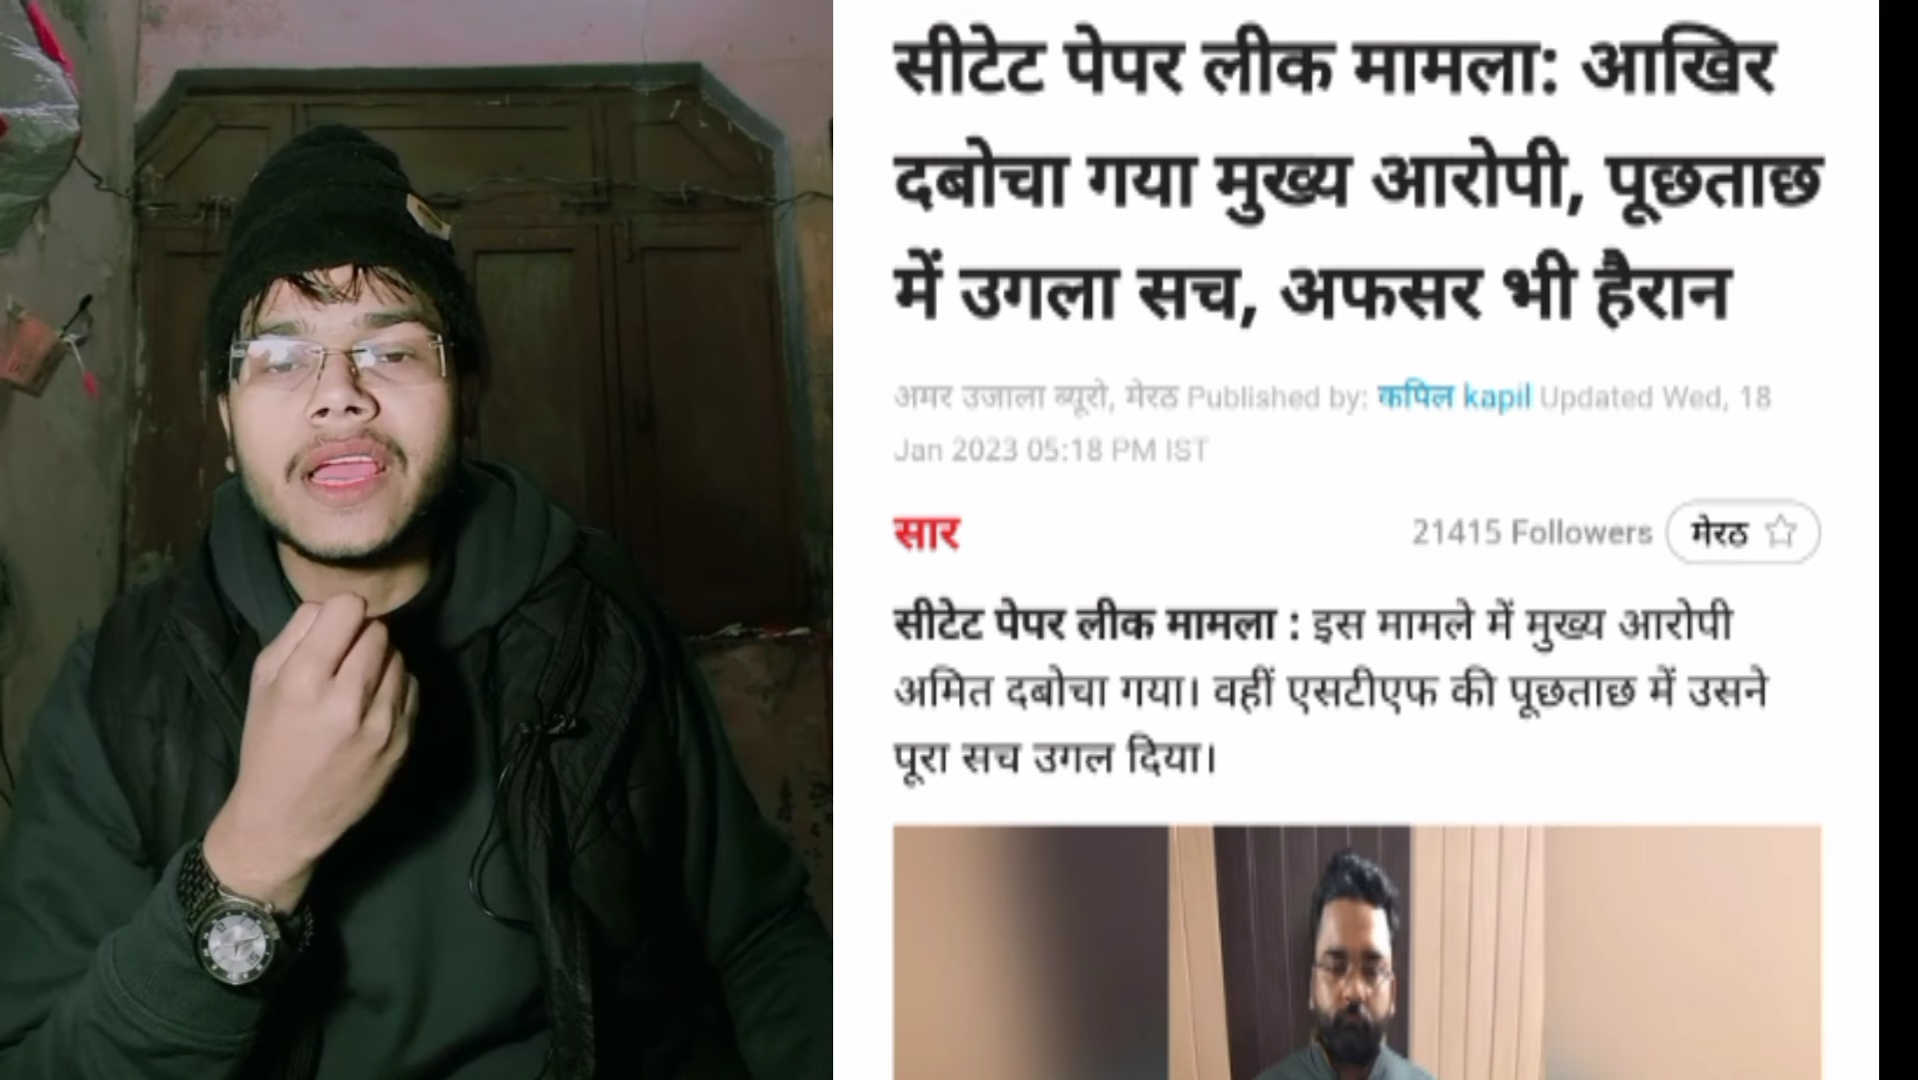 सीटेट पेपर लीक मामला: आखिर
दबोचा गया मुख्य आरोपी, पूछताछ
में उगला सच, अफसर भी हैरान
अमर उजाला ब्यूरो, मेरठ Published by: कपिल kapil Updated Wed, 18
Jan 2023 05:18 PM IST
सार
21415 Followers मेरठ
सीटेट पेपर लीक मामला : इस मामले में मुख्य आरोपी
अमित दबोचा गया। वहीं एसटीएफ की पूछताछ में उसने
पूरा सच उगल दिया।